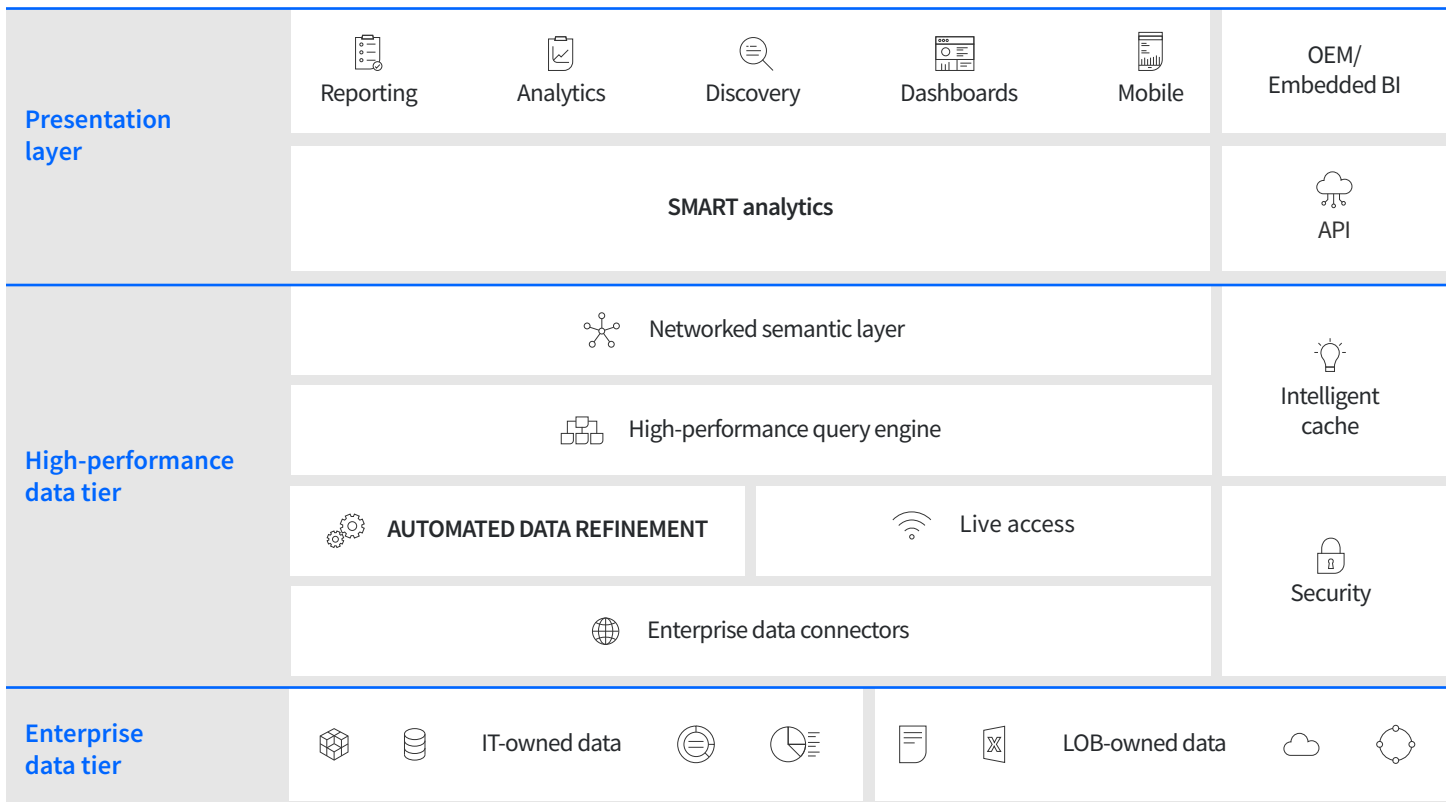 Presentation
layer
Reporting
Analytics
Discovery
Dashboards
Mobile
OEM/
Embedded BI
SMART analytics
API
High-performance
data tier
Networked semantic layer
High-performance query engine
Intelligent
cache
AUTOMATED DATA REFINEMENT
Live access
Enterprise data connectors
Security
Enterprise
data tier
IT-owned data
X
LOB-owned data